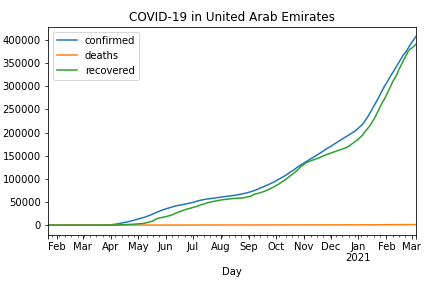 COVID-19 in United Arab Emirates
confirmed
deaths
recovered
400000
350000
300000
250000
200000
150000
100000
50000
0
Feb Mar Apr May Jun Jul Aug Sep Oct Nov Dec Jan Feb Mar
2021
Day